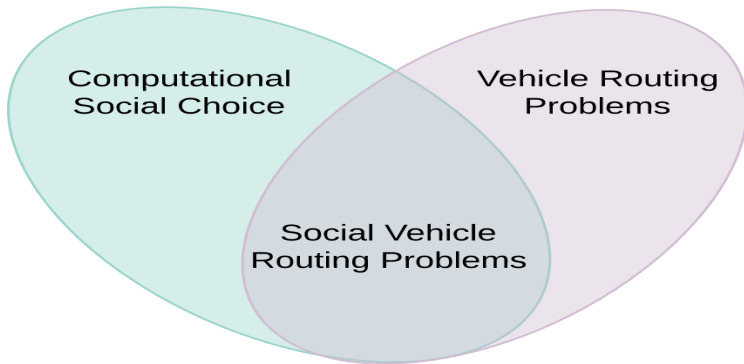 Computational
Social Choice
Vehicle Routing
Problems
Social Vehicle
Routing Problems